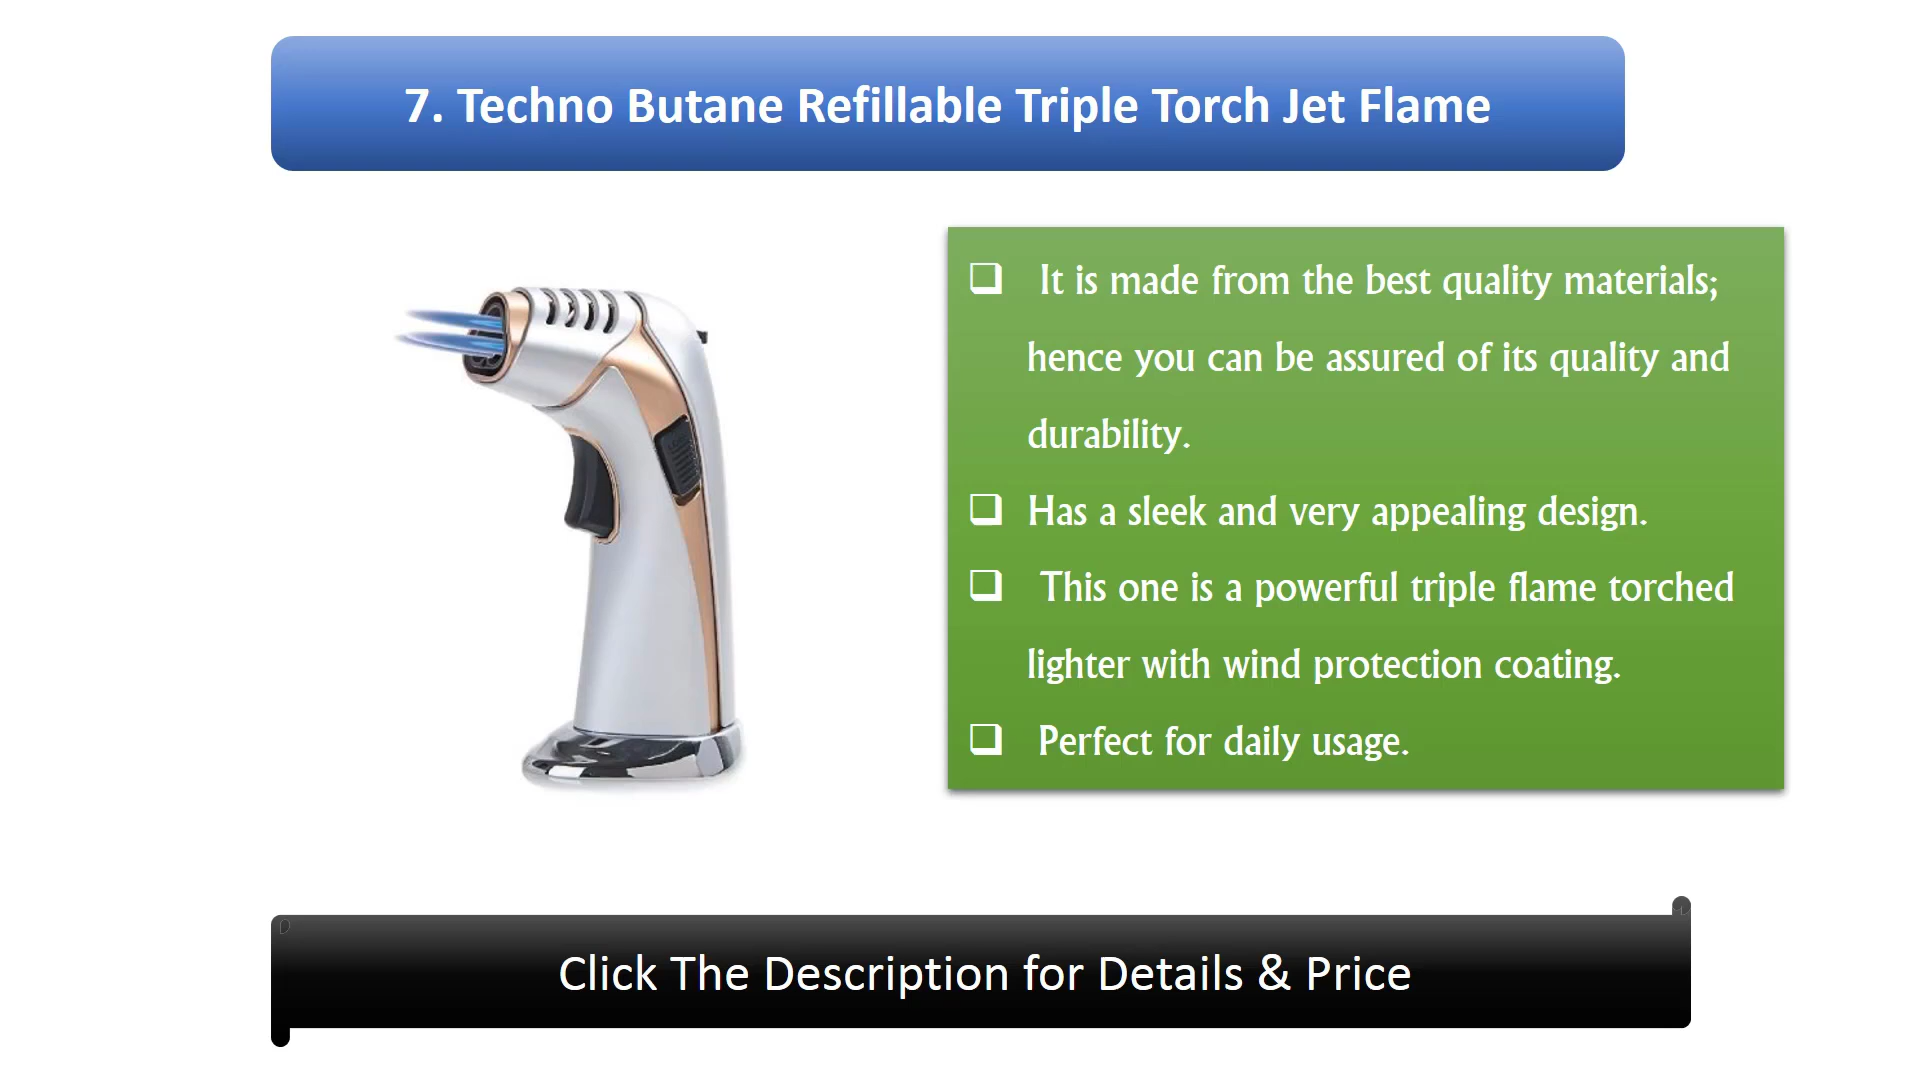 7. Techno Butane Refillable Triple Torch Jet Flame
It is made from the best quality materials;
hence you can be assured of its quality and
durability.
Has a sleek and very appealing design.
This one is a powerful triple flame torched
lighter with wind protection coating.
Perfect for daily usage.
Click The Description for Details & Price